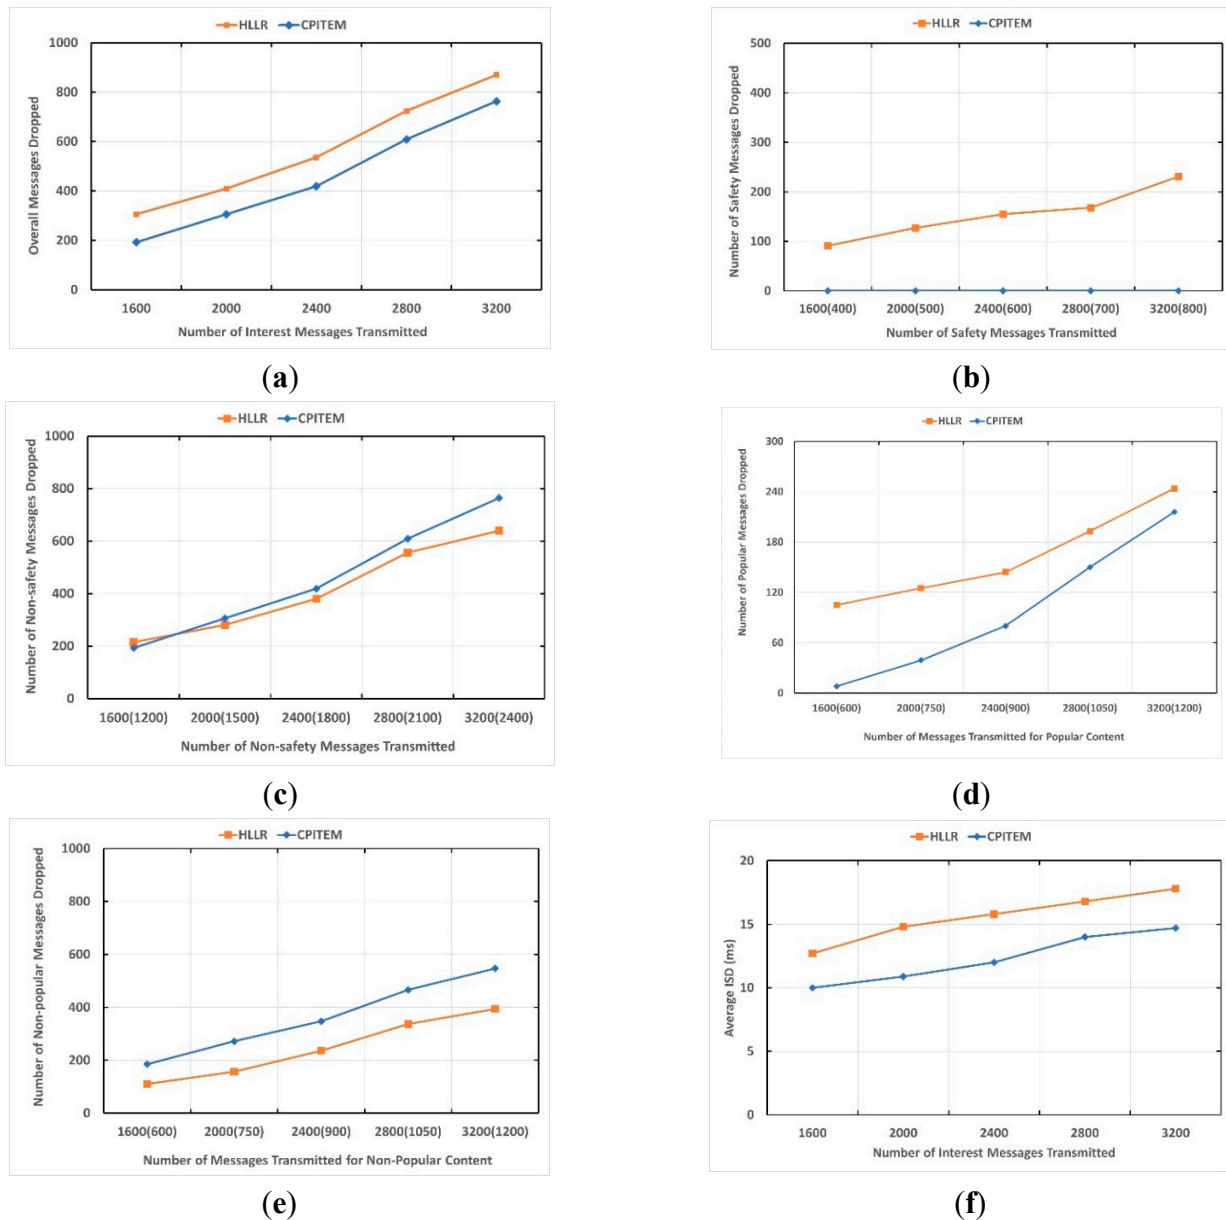 HLLR CPITEM
1000
800
600
400
200
0
Overall Messages Dropped
1600 2000 2400 2800 3200
Number of Interest Messages Transmitted
(a)
HLLR CPITEM
500
400
300
200
100
0
Number of Safety Messages Dropped
1600(400) 2000(500) 2400(600) 2800(700) 3200(800)
Number of Safety Messages Transmitted
(b)
HLLR CPITEM
1000
800
600
400
200
0
Number of Non-safety Messages Dropped
1600(1200) 2000(1500) 2400(1800) 2800(2100) 3200(2400)
Number of Non-safety Messages Transmitted
(c)
HLLR CPITEM
300
240
180
120
60
0
Number of Popular Messages Dropped
1600(600) 2000(750) 2400(900) 2800(1050) 3200(1200)
Number of Messages Transmitted for Popular Content
(d)
HLLR CPITEM
1000
800
600
400
200
0
Number of Non-popular Messages Dropped
1600(600) 2000(750) 2400(900) 2800(1050) 3200(1200)
Number of Messages Transmitted for Non-Popular Content
(e)
HLLR CPITEM
20
15
10
5
0
Average ISD (ms)
1600 2000 2400 2800 3200
Number of Interest Messages Transmitted
(f)